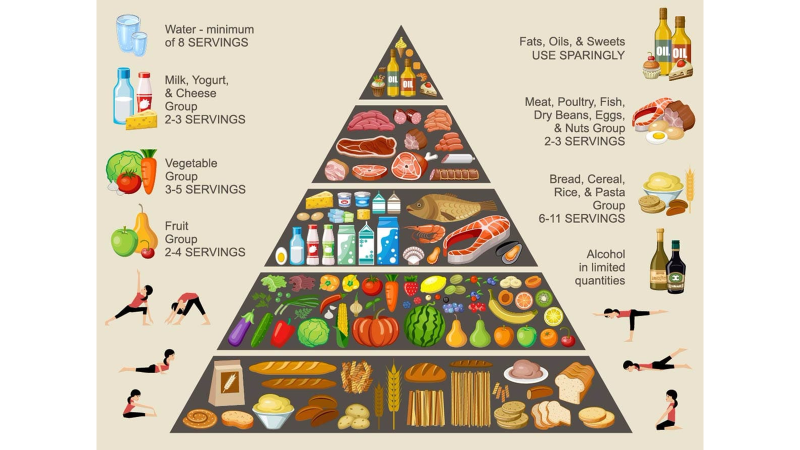 Water - minimum
of 8 SERVINGS
Milk, Yogurt,
& Cheese
Group
2-3 SERVINGS
Vegetable
Group
3-5 SERVINGS
Fruit
Group
2-4 SERVINGS
Fats, Oils, & Sweets
USE SPARINGLY
Meat, Poultry, Fish,
Dry Beans, Eggs,
& Nuts Group
2-3 SERVINGS
Bread, Cereal,
Rice, & Pasta
Group
6-11 SERVINGS
Alcohol
in limited
quantities
OIL
OIL
OIL
OIL